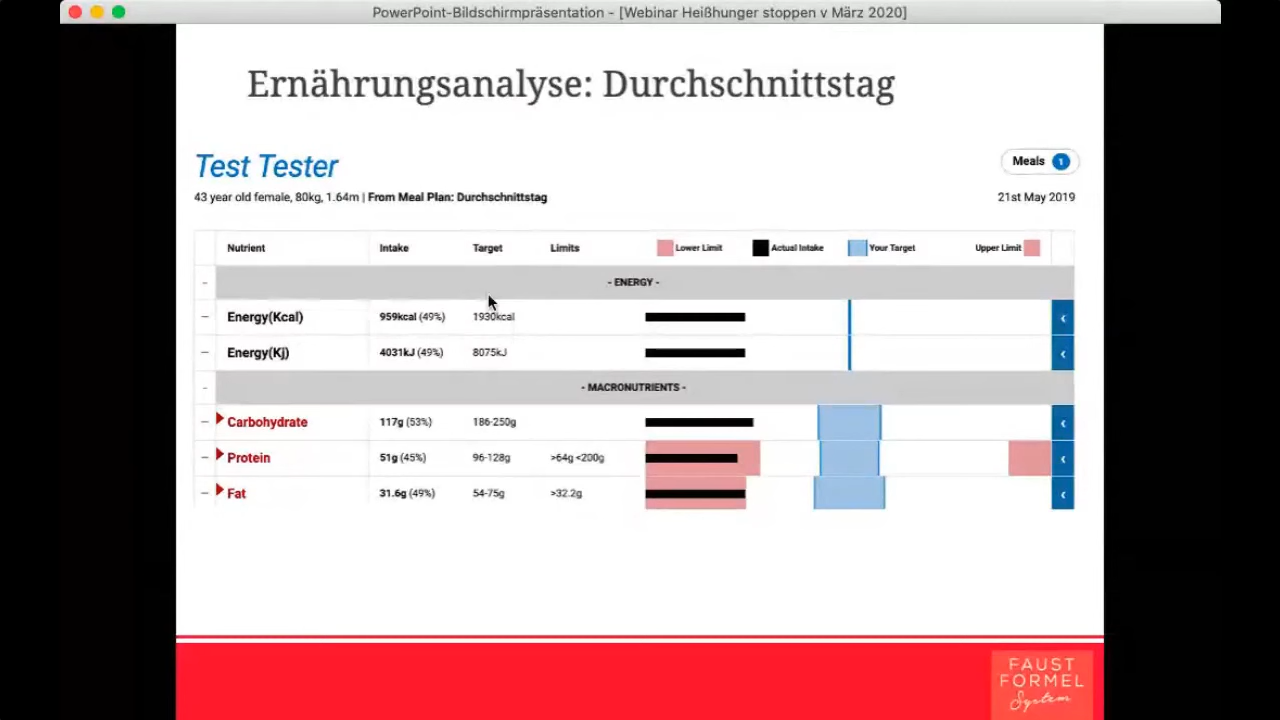 PowerPoint-Bildschirmpräsentation - [Webinar Heißhunger stoppen v März 2020]
Ernährungsanalyse: Durchschnittstag
Test Tester
Meals 1
43 year old female, 80kg, 1.64m | From Meal Plan: Durchschnittstag
21st May 2019
Nutrient Intake Target Limits Lower Limit Actual Intake Your Target Upper Limit
- - ENERGY -
– Energy(Kcal) 959kcal (49%) 1930kcal ‹
– Energy(Kj) 4031kJ (49%) 8075kJ ‹
- - MACRONUTRIENTS -
– Carbohydrate 117g (53%) 186-250g ‹
– Protein 51g (45%) 96-128g >64g <200g ‹
– Fat 31.6g (49%) 54-75g >32.2g ‹
FAUST
FORMEL
System